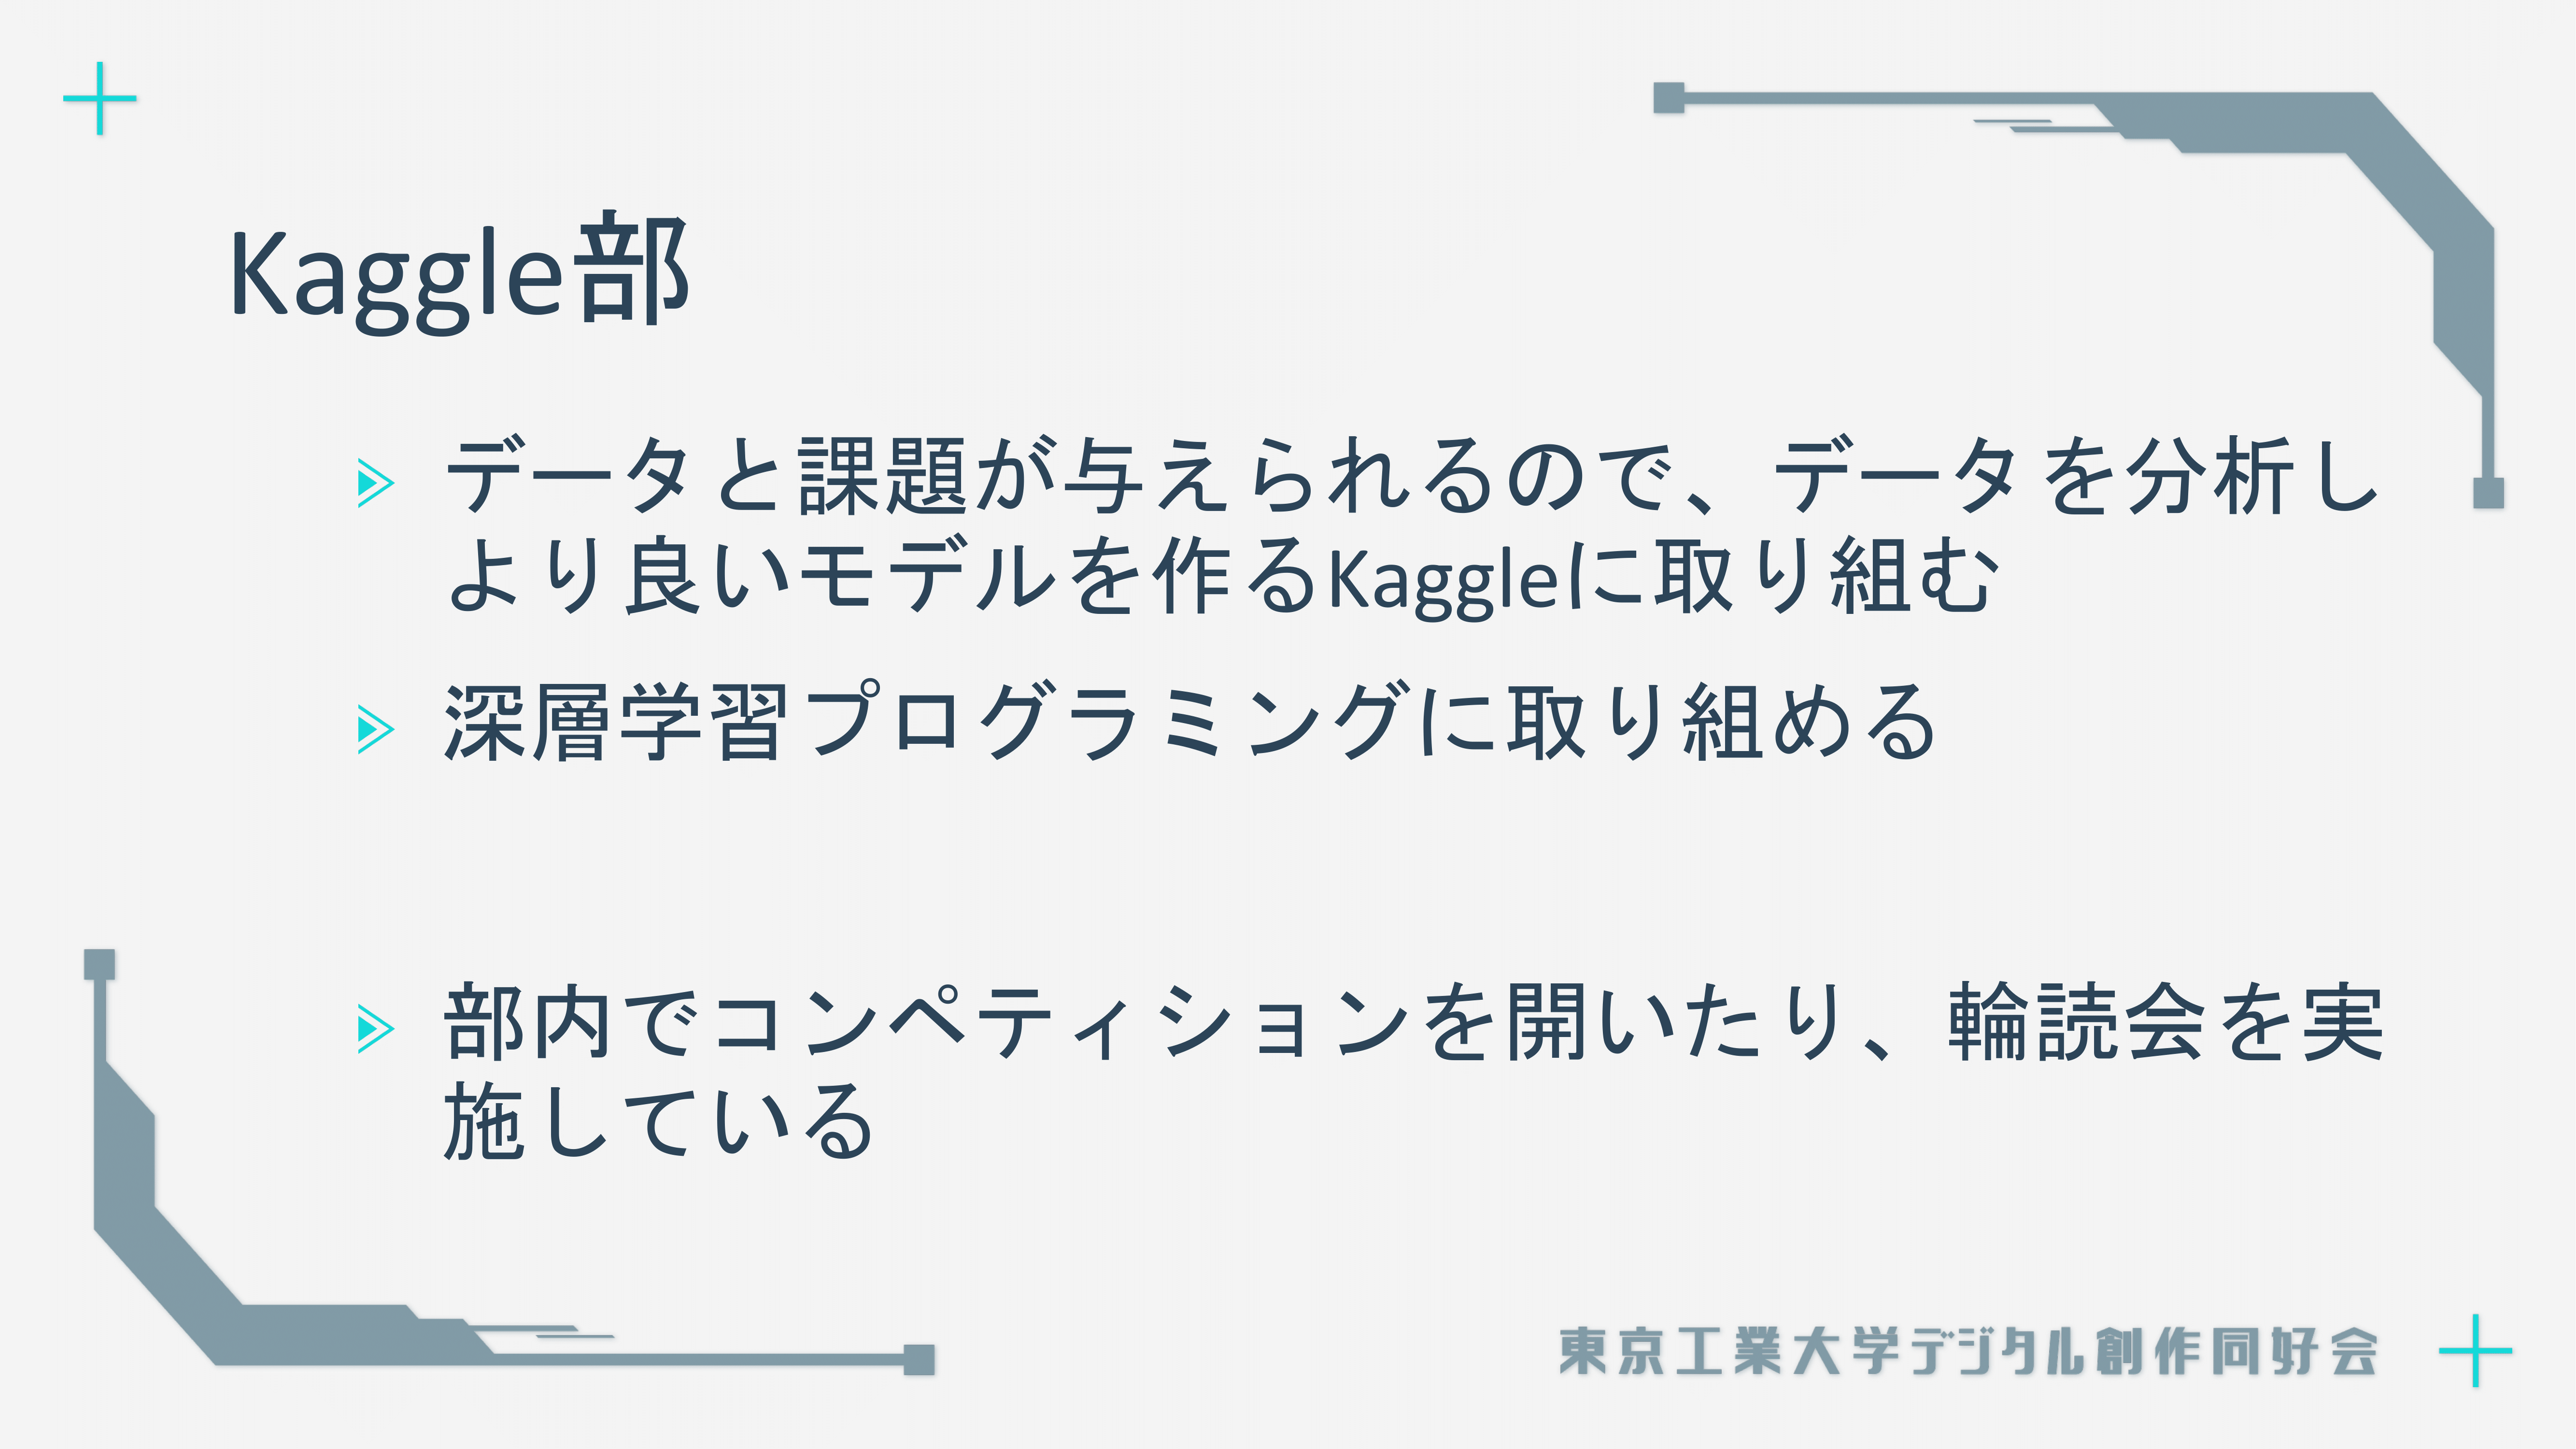 Kaggle部
データと課題が与えられるので、データを分析し
より良いモデルを作るKaggleに取り組む
深層学習プログラミングに取り組める
部内でコンペティションを開いたり、輪読会を実
施している
東京工業大学デジタル創作同好会